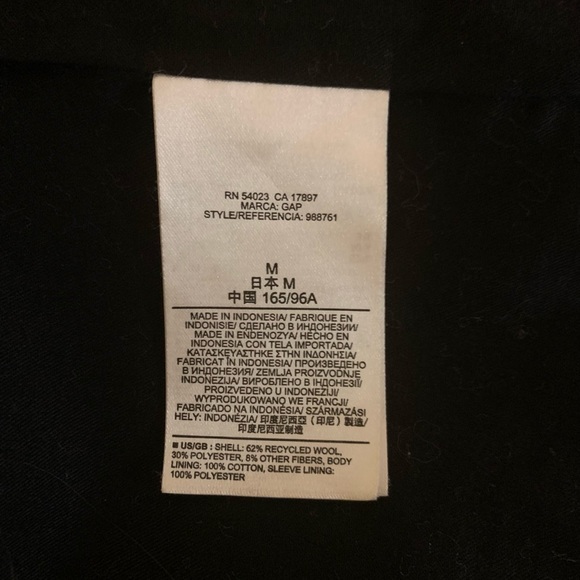 RN 54023 CA 17897
MARCA: GAP
STYLE/REFERENCIA: 988761
M
日本 M
中国 165/96A
MADE IN INDONESIA/ FABRIQUE EN
INDONISIE/ СДЕЛАНО В ИНДОНЕЗИИ/
MADE IN ENDENOZYA/ HECHO EN
INDONESIA CON TELA IMPORTADA/
ΚΑΤΑΣΚΕΥΑΣΤΗΚΕ ΣΤΗΝ ΙΝΔΟΝΗΣΙΑ/
FABRICAT ÎN INDONESIA/ ПРОИЗВЕДЕНО
В ИНДОНЕЗИЯ/ ZEMLJA PROIZVODNJE
INDONEZIJA/ ВИРОБЛЕНО В ІНДОНЕЗІЇ/
PROIZVEDENO U INDONEZIJI/
WYPRODUKOWANO WE FRANCJI/
FABRICADO NA INDONÉSIA/ SZÁRMAZÁSI
HELY: INDONÉZIA/ 印度尼西亞（印尼）製造/
印度尼西亚制造
■ US/GB : SHELL: 62% RECYCLED WOOL,
30% POLYESTER, 8% OTHER FIBERS, BODY
LINING: 100% COTTON, SLEEVE LINING:
100% POLYESTER